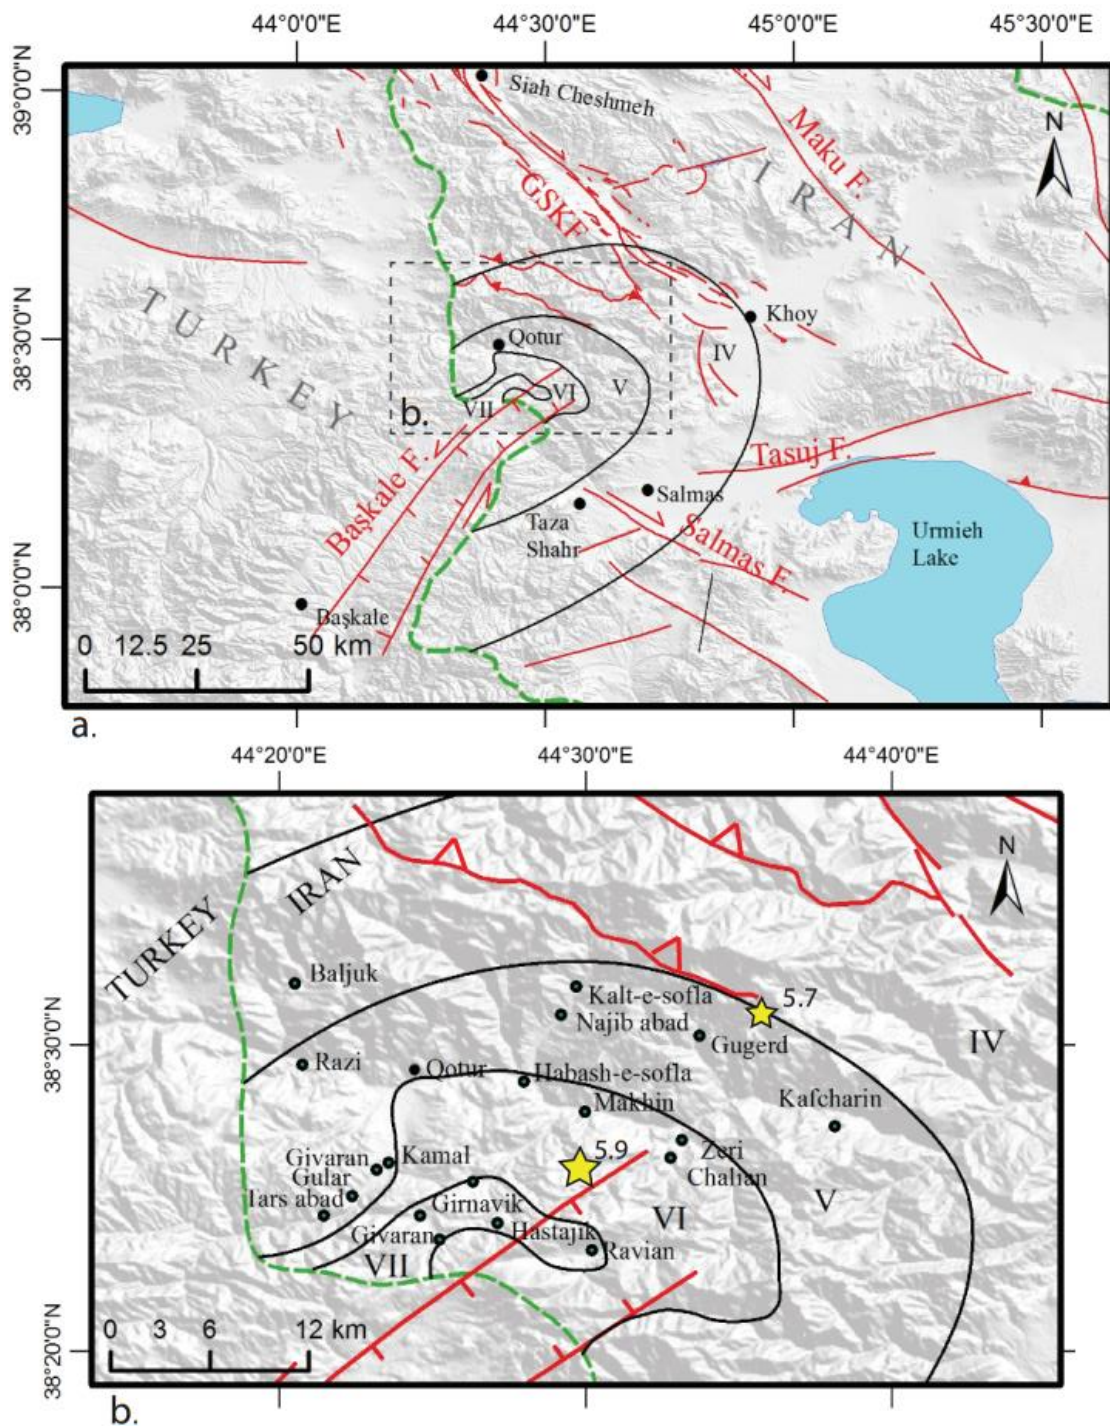 44°0'0"E
44°30'0"E
45°0'0"E
45°30'0"E
39°0'0"N
38°30'0"N
38°0'0"N
Siah Cheshmeh
Maku F.
N
IRAN
GSKF
TURKEY
Khoy
Qotur
IV
V
VI
VII
b.
Tasuj F.
Başkale F.
Salmas
Taza
Shahr
Salmas F.
Urmieh
Lake
Başkale
0 12.5 25 50 km
a.
44°20'0"E
44°30'0"E
44°40'0"E
38°30'0"N
38°20'0"N
N
IRAN
TURKEY
Baljuk
Kalt-e-sofla
5.7
Najib abad
Gugerd
IV
Razi
Qotur
Habash-e-sofla
Makhin
Kafcharin
5.9
Givaran
Kamal
Zeri
Gular
Chalian
Tars abad
Girnavik
VI
V
Givaran
Hastajik
VII
Ravian
0 3 6 12 km
b.